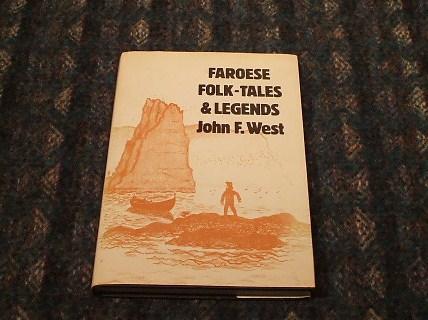 FAROESE
FOLK-TALES
& LEGENDS
John F. West